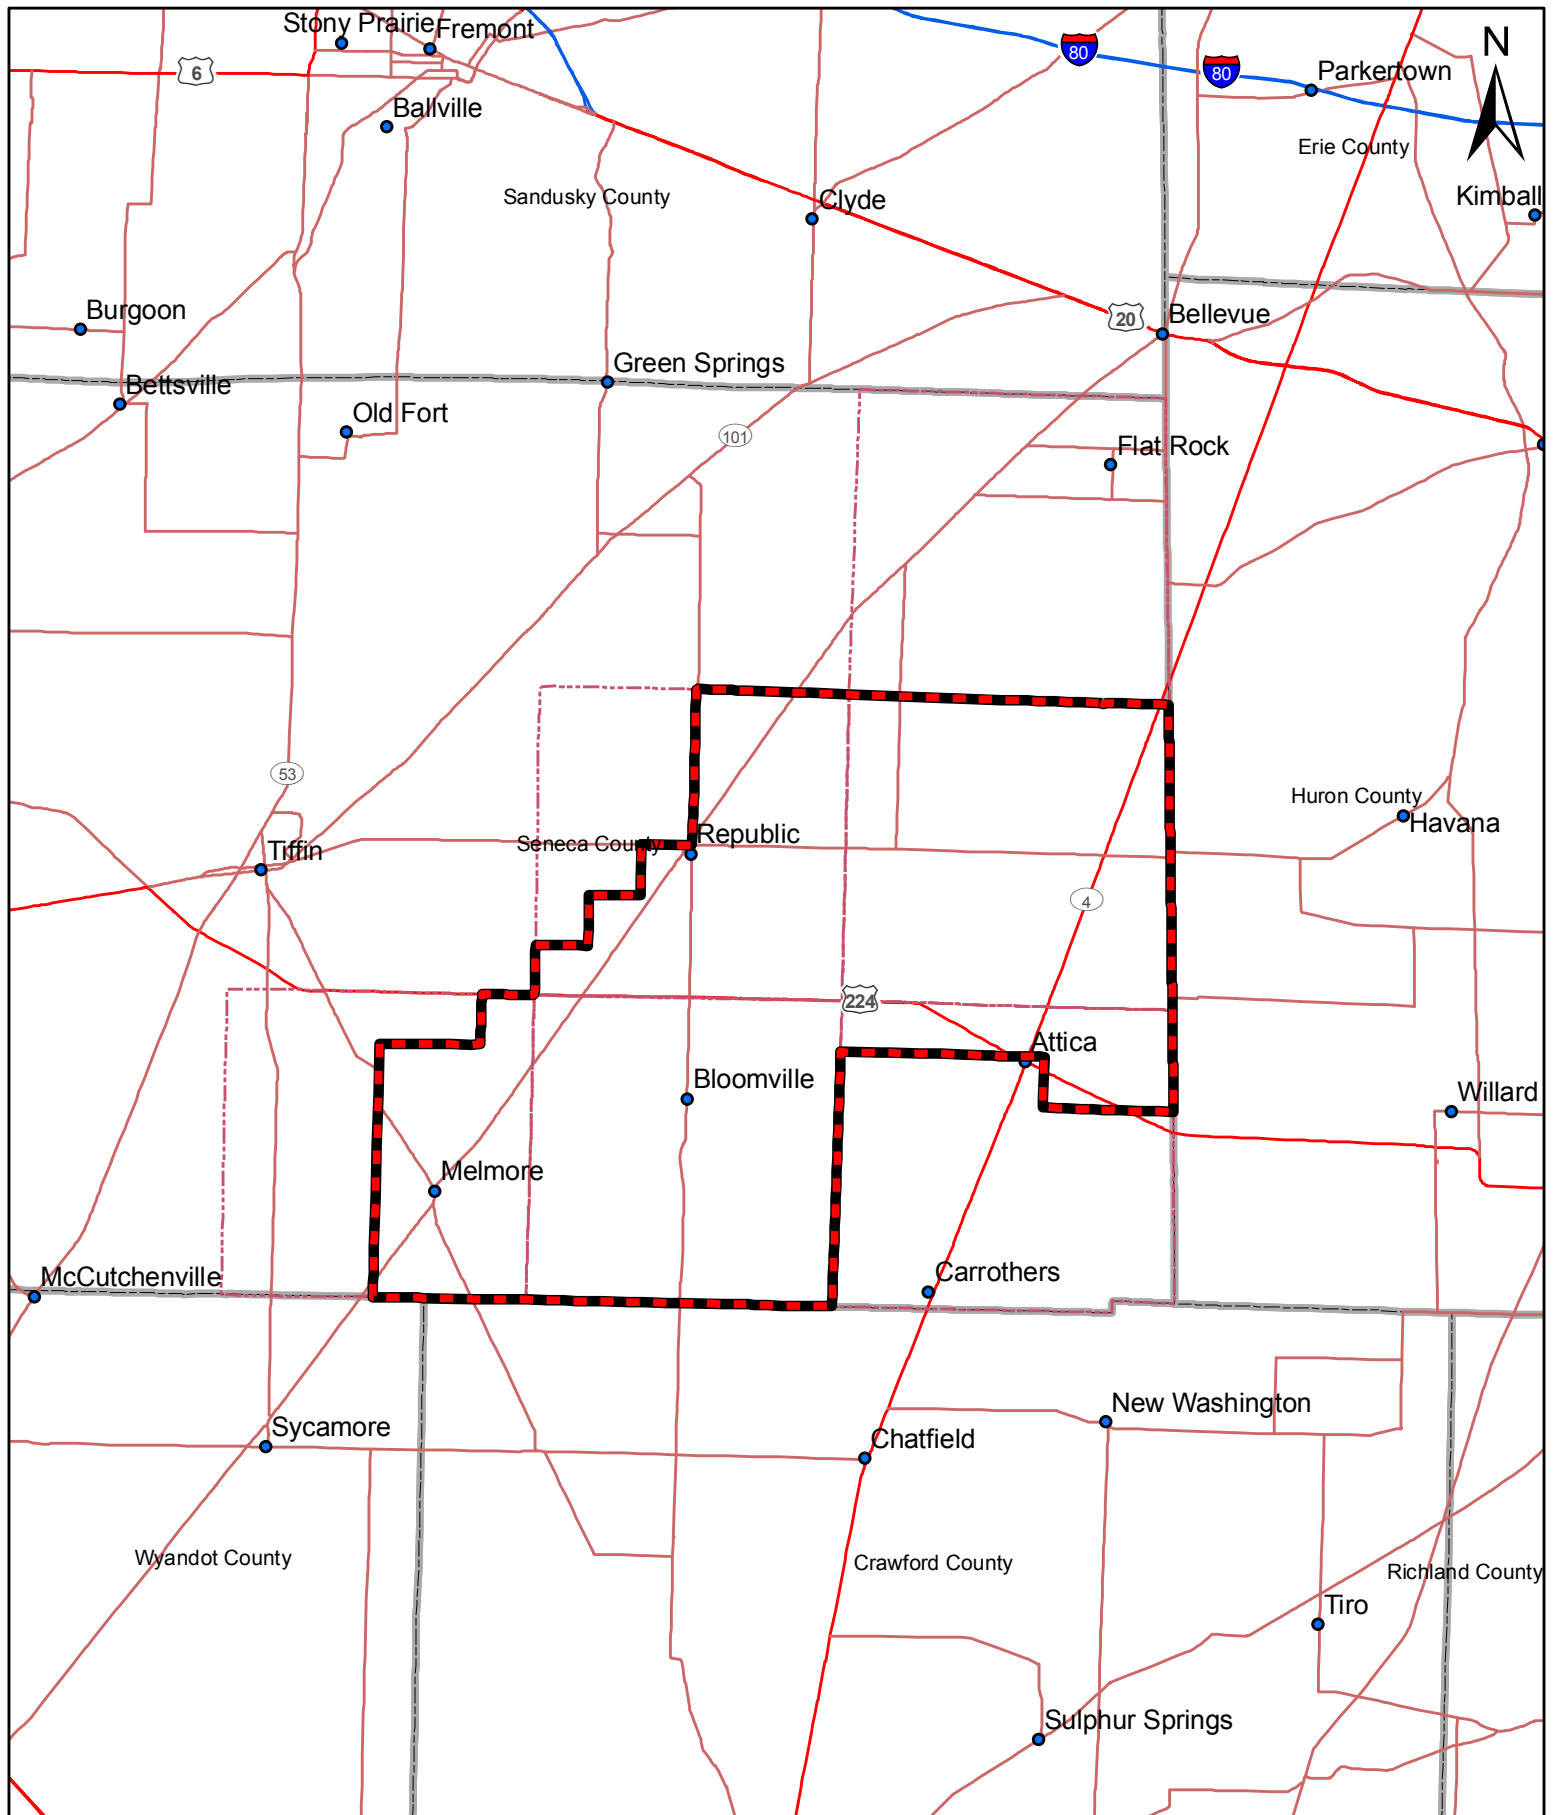 Stony Prairie
Fremont
N
80
80
6
Parkertown
Ballville
Erie County
Sandusky County
Clyde
Kimball
Burgoon
20
Bellevue
Green Springs
Bettsville
Old Fort
101
Flat Rock
53
Huron County
Havana
Republic
Seneca County
Tiffin
4
224
Attica
Bloomville
Willard
Melmore
McCutchenville
Carrothers
New Washington
Sycamore
Chatfield
Wyandot County
Crawford County
Richland County
Tiro
Sulphur Springs